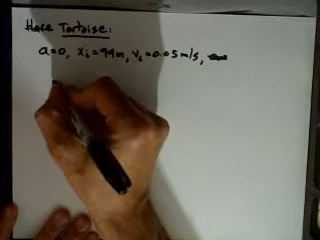 Hare Tortoise:
a=0, xᵢ=99m, vᵢ=0.05m/s,